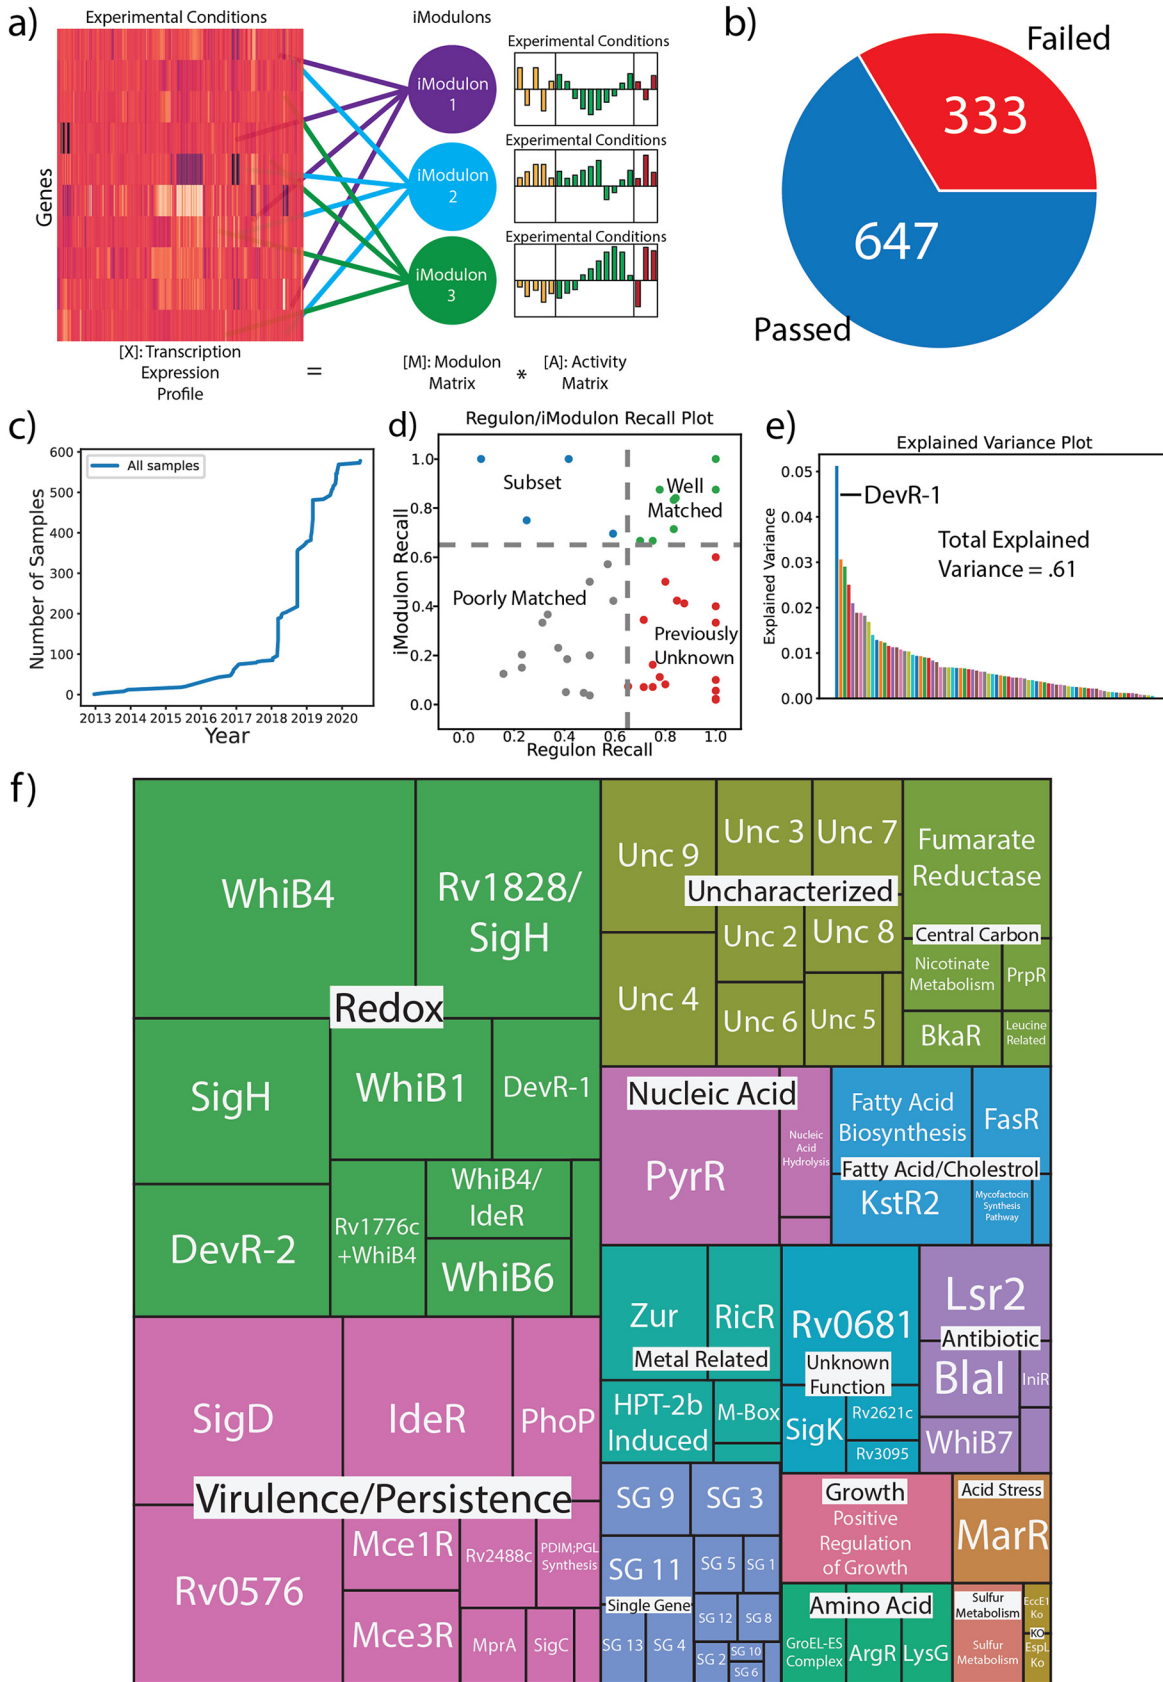 a)
Experimental Conditions
iModulons
Genes
iModulon
1
iModulon
2
iModulon
3
Experimental Conditions
Experimental Conditions
Experimental Conditions
[X]: Transcription
Expression
Profile
=
[M]: Modulon
Matrix
*
[A]: Activity
Matrix
b)
Failed
333
647
Passed
c)
Number of Samples
600
500
400
300
200
100
0
All samples
2013 2014 2015 2016 2017 2018 2019 2020
Year
d)
Regulon/iModulon Recall Plot
iModulon Recall
1.0
0.8
0.6
0.4
0.2
0.0
Subset
Well
Matched
Poorly Matched
Previously
Unknown
0.0 0.2 0.4 0.6 0.8 1.0
Regulon Recall
e)
Explained Variance Plot
Explained Variance
0.05
0.04
0.03
0.02
0.01
0.00
DevR-1
Total Explained
Variance = .61
f)
WhiB4
Rv1828/
SigH
Redox
SigH
WhiB1
DevR-1
DevR-2
Rv1776c
+WhiB4
WhiB4/
IdeR
WhiB6
Unc 9
Unc 3
Unc 7
Uncharacterized
Unc 2
Unc 8
Unc 4
Unc 6
Unc 5
Fumarate
Reductase
Central Carbon
Nicotinate
Metabolism
PrpR
BkaR
Leucine
Related
Nucleic Acid
PyrR
Nucleic
Acid
Hydrolysis
Fatty Acid
Biosynthesis
FasR
Fatty Acid/Cholestrol
KstR2
Mycofactocin
Synthesis
Pathway
Zur
RicR
Metal Related
HPT-2b
Induced
M-Box
Rv0681
Unknown
Function
SigK
Rv2621c
Rv3095
Lsr2
Antibiotic
BlaI
IniR
WhiB7
SigD
IdeR
PhoP
Virulence/Persistence
Rv0576
Mce1R
Rv2488c
PDIM;PGL
Synthesis
Mce3R
MprA
SigC
SG 9
SG 3
SG 11
SG 5
SG 1
Single Gene
SG 12
SG 8
SG 13
SG 4
SG 2
SG 10
SG 6
Growth
Positive
Regulation
of Growth
Acid Stress
MarR
Amino Acid
GroEL-ES
Complex
ArgR
LysG
Sulfur
Metabolism
Sulfur
Metabolism
EccE1
Ko
KO
EspL
Ko